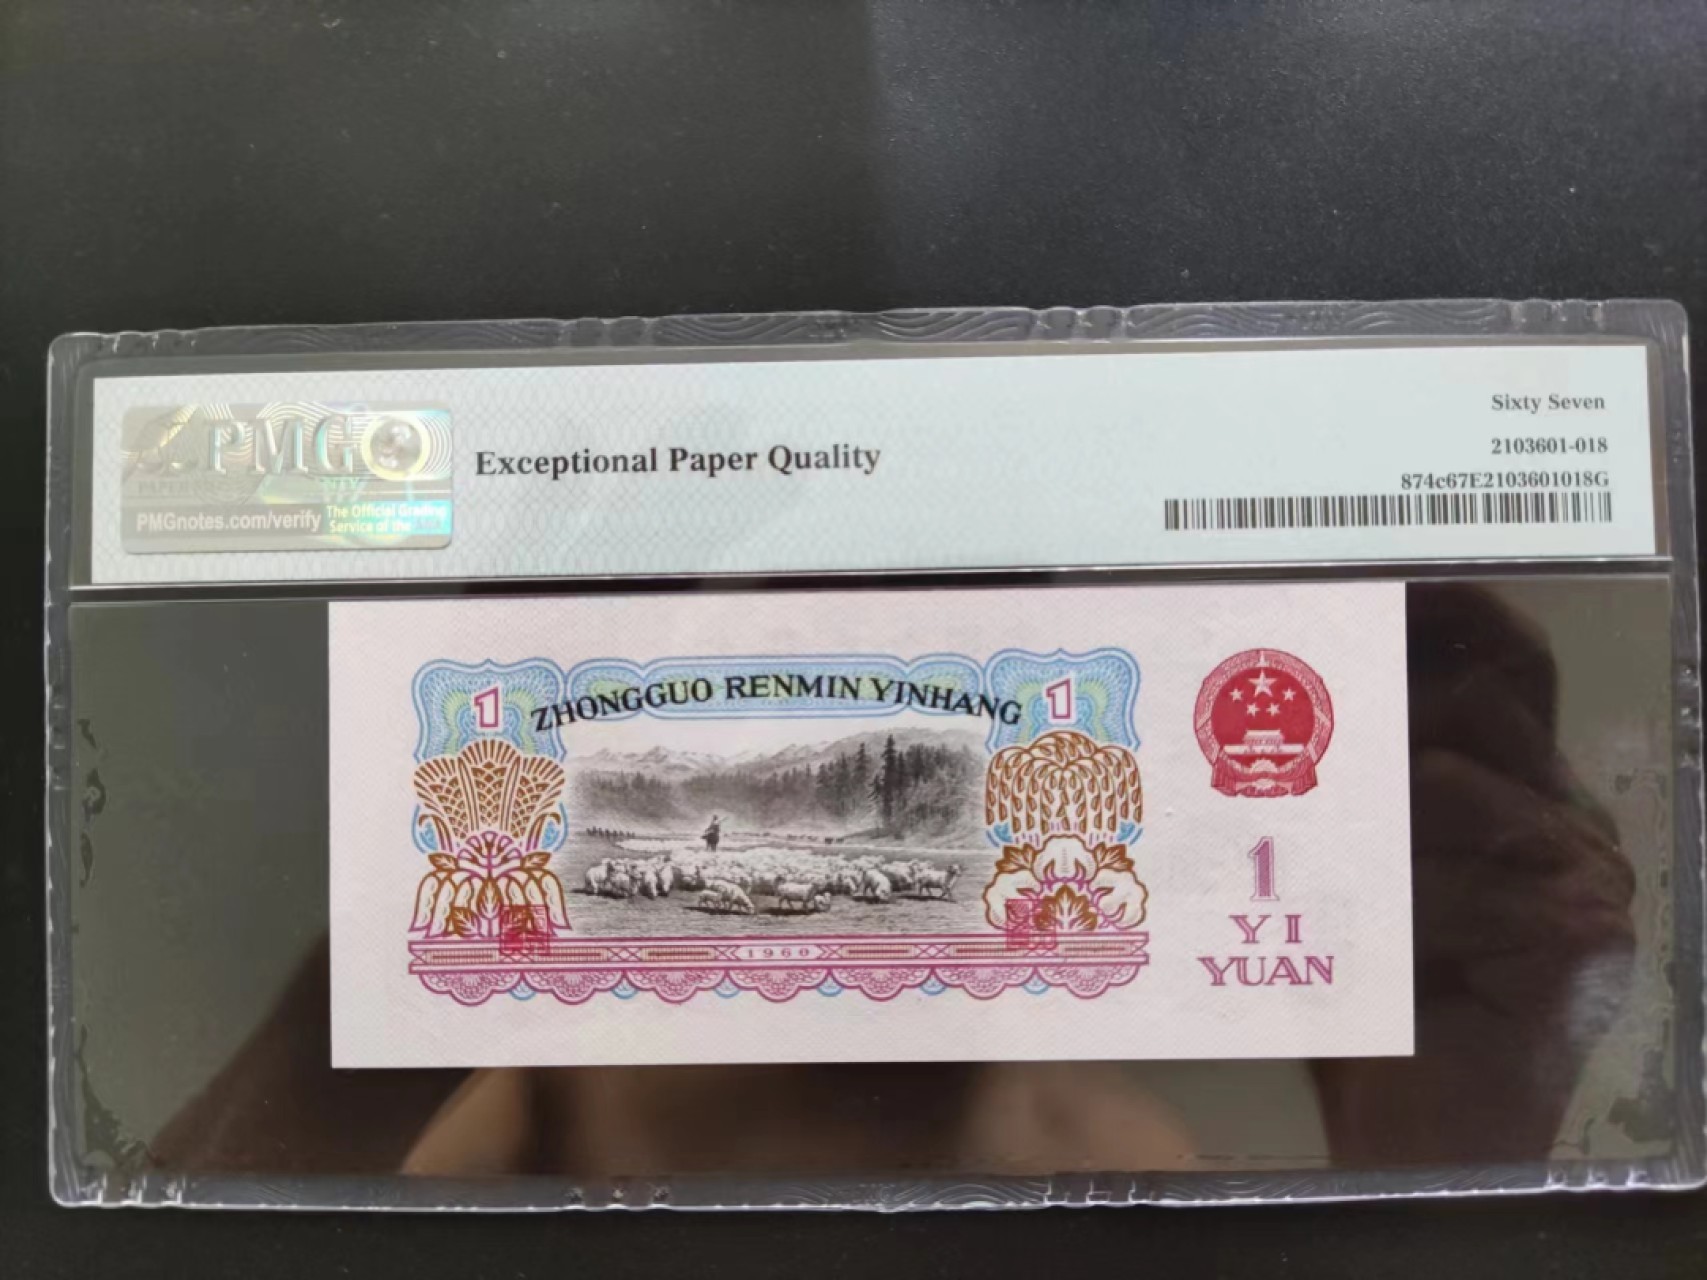 PMG
PMGnotes.com/verify
The Official Grading
Service of the
Exceptional Paper Quality
Sixty Seven
2103601-018
874c67E2103601018G
ZHONGGUO RENMIN YINHANG
1
1
1960
1
YI
YUAN